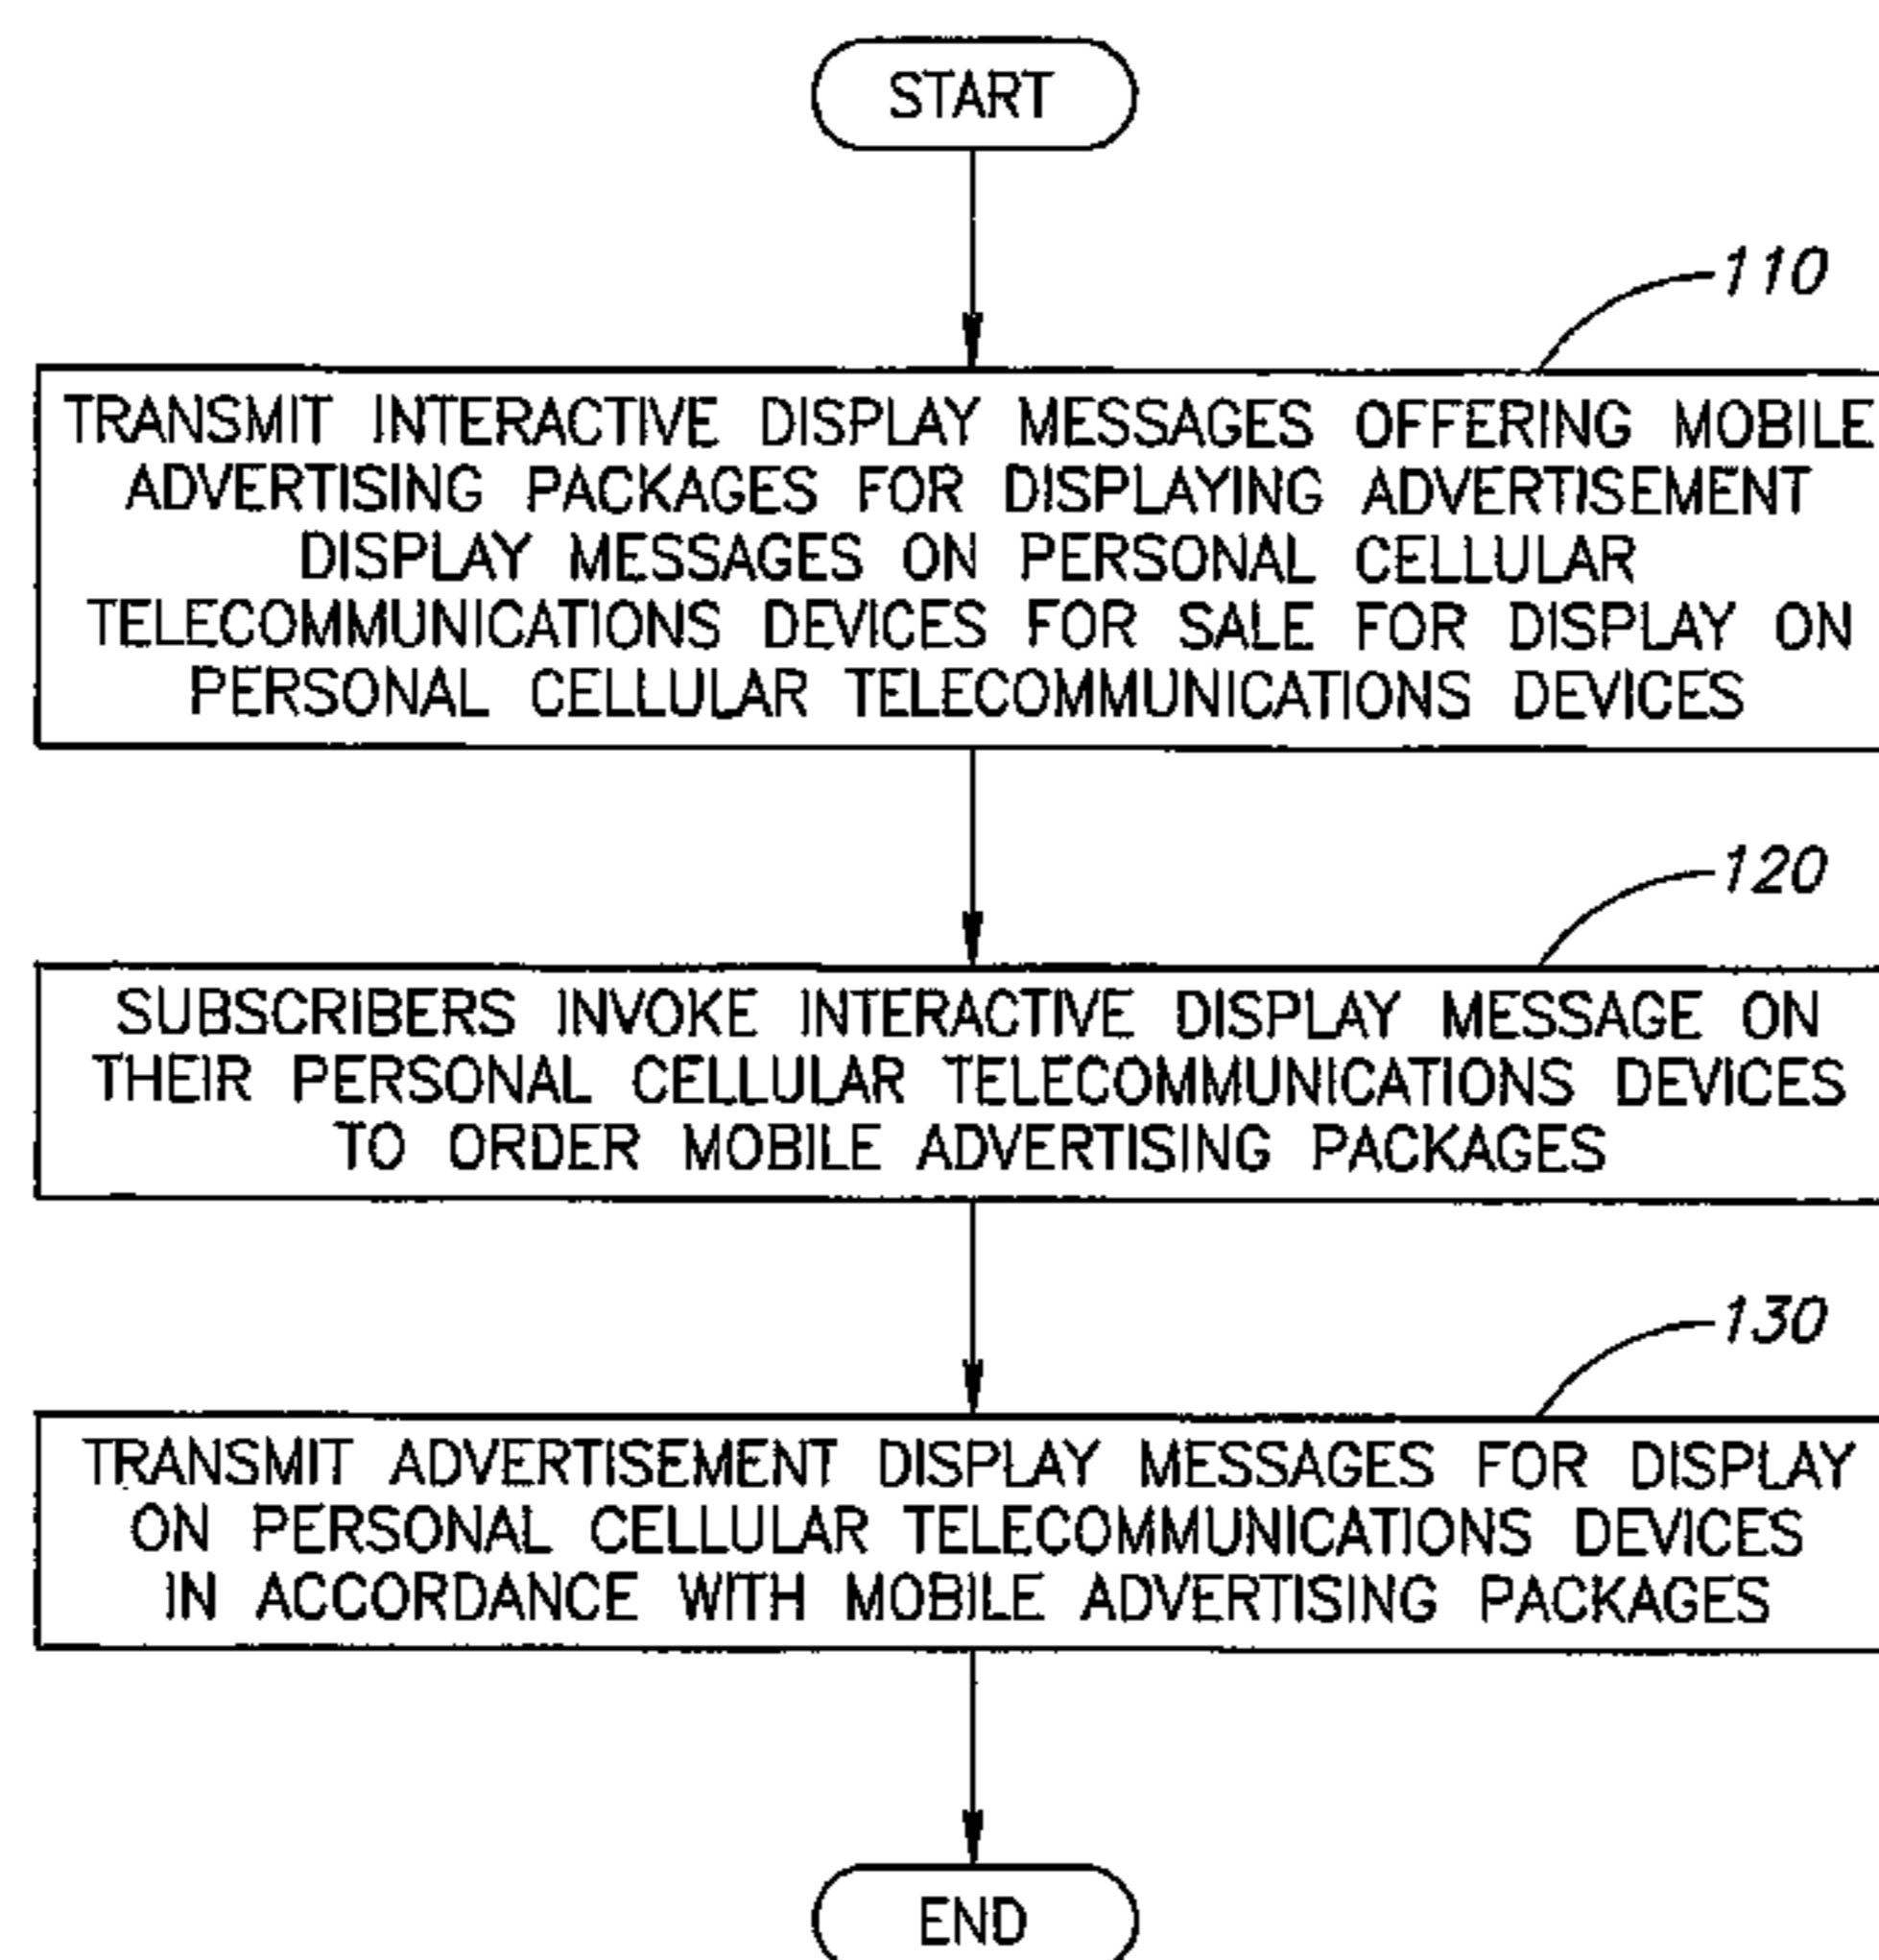 START
110
TRANSMIT INTERACTIVE DISPLAY MESSAGES OFFERING MOBILE
ADVERTISING PACKAGES FOR DISPLAYING ADVERTISEMENT
DISPLAY MESSAGES ON PERSONAL CELLULAR
TELECOMMUNICATIONS DEVICES FOR SALE FOR DISPLAY ON
PERSONAL CELLULAR TELECOMMUNICATIONS DEVICES
120
SUBSCRIBERS INVOKE INTERACTIVE DISPLAY MESSAGE ON
THEIR PERSONAL CELLULAR TELECOMMUNICATIONS DEVICES
TO ORDER MOBILE ADVERTISING PACKAGES
130
TRANSMIT ADVERTISEMENT DISPLAY MESSAGES FOR DISPLAY
ON PERSONAL CELLULAR TELECOMMUNICATIONS DEVICES
IN ACCORDANCE WITH MOBILE ADVERTISING PACKAGES
END